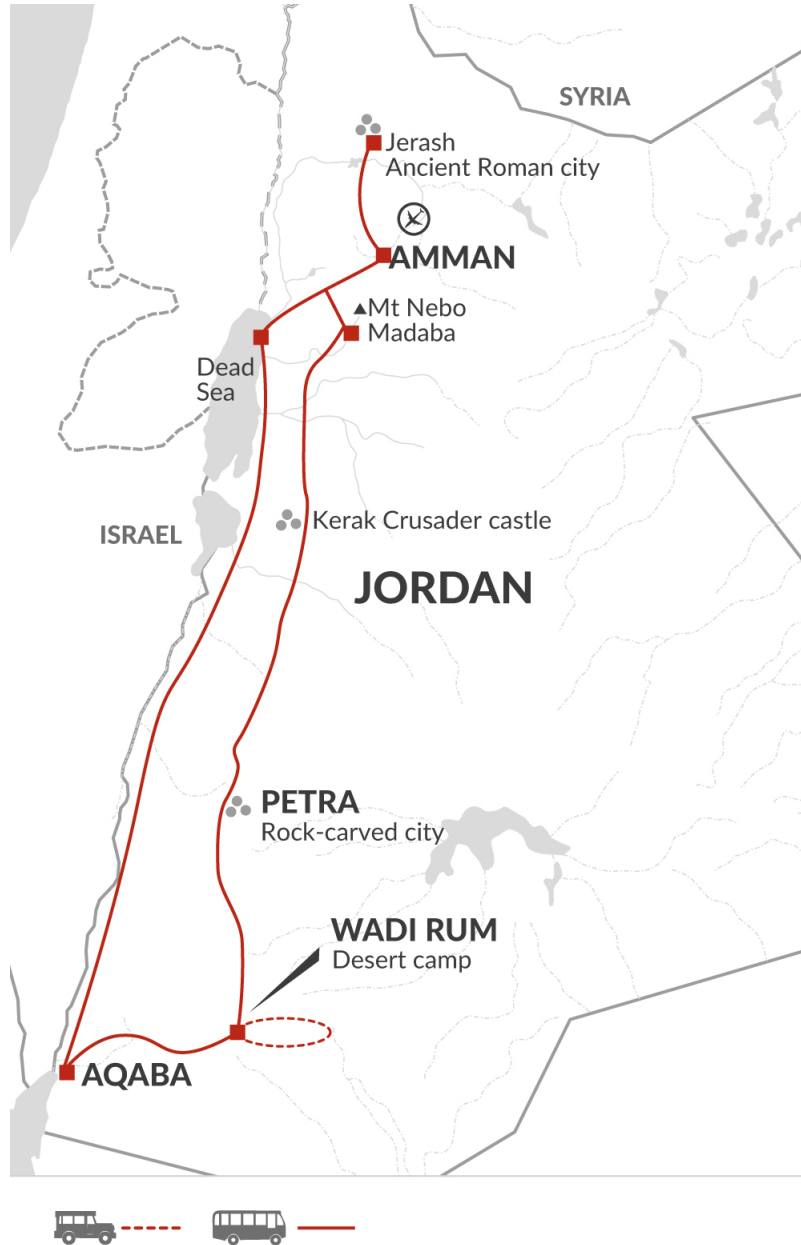 SYRIA
Jerash
Ancient Roman city
AMMAN
Mt Nebo
Madaba
Dead
Sea
Kerak Crusader castle
ISRAEL
JORDAN
PETRA
Rock-carved city
WADI RUM
Desert camp
AQABA